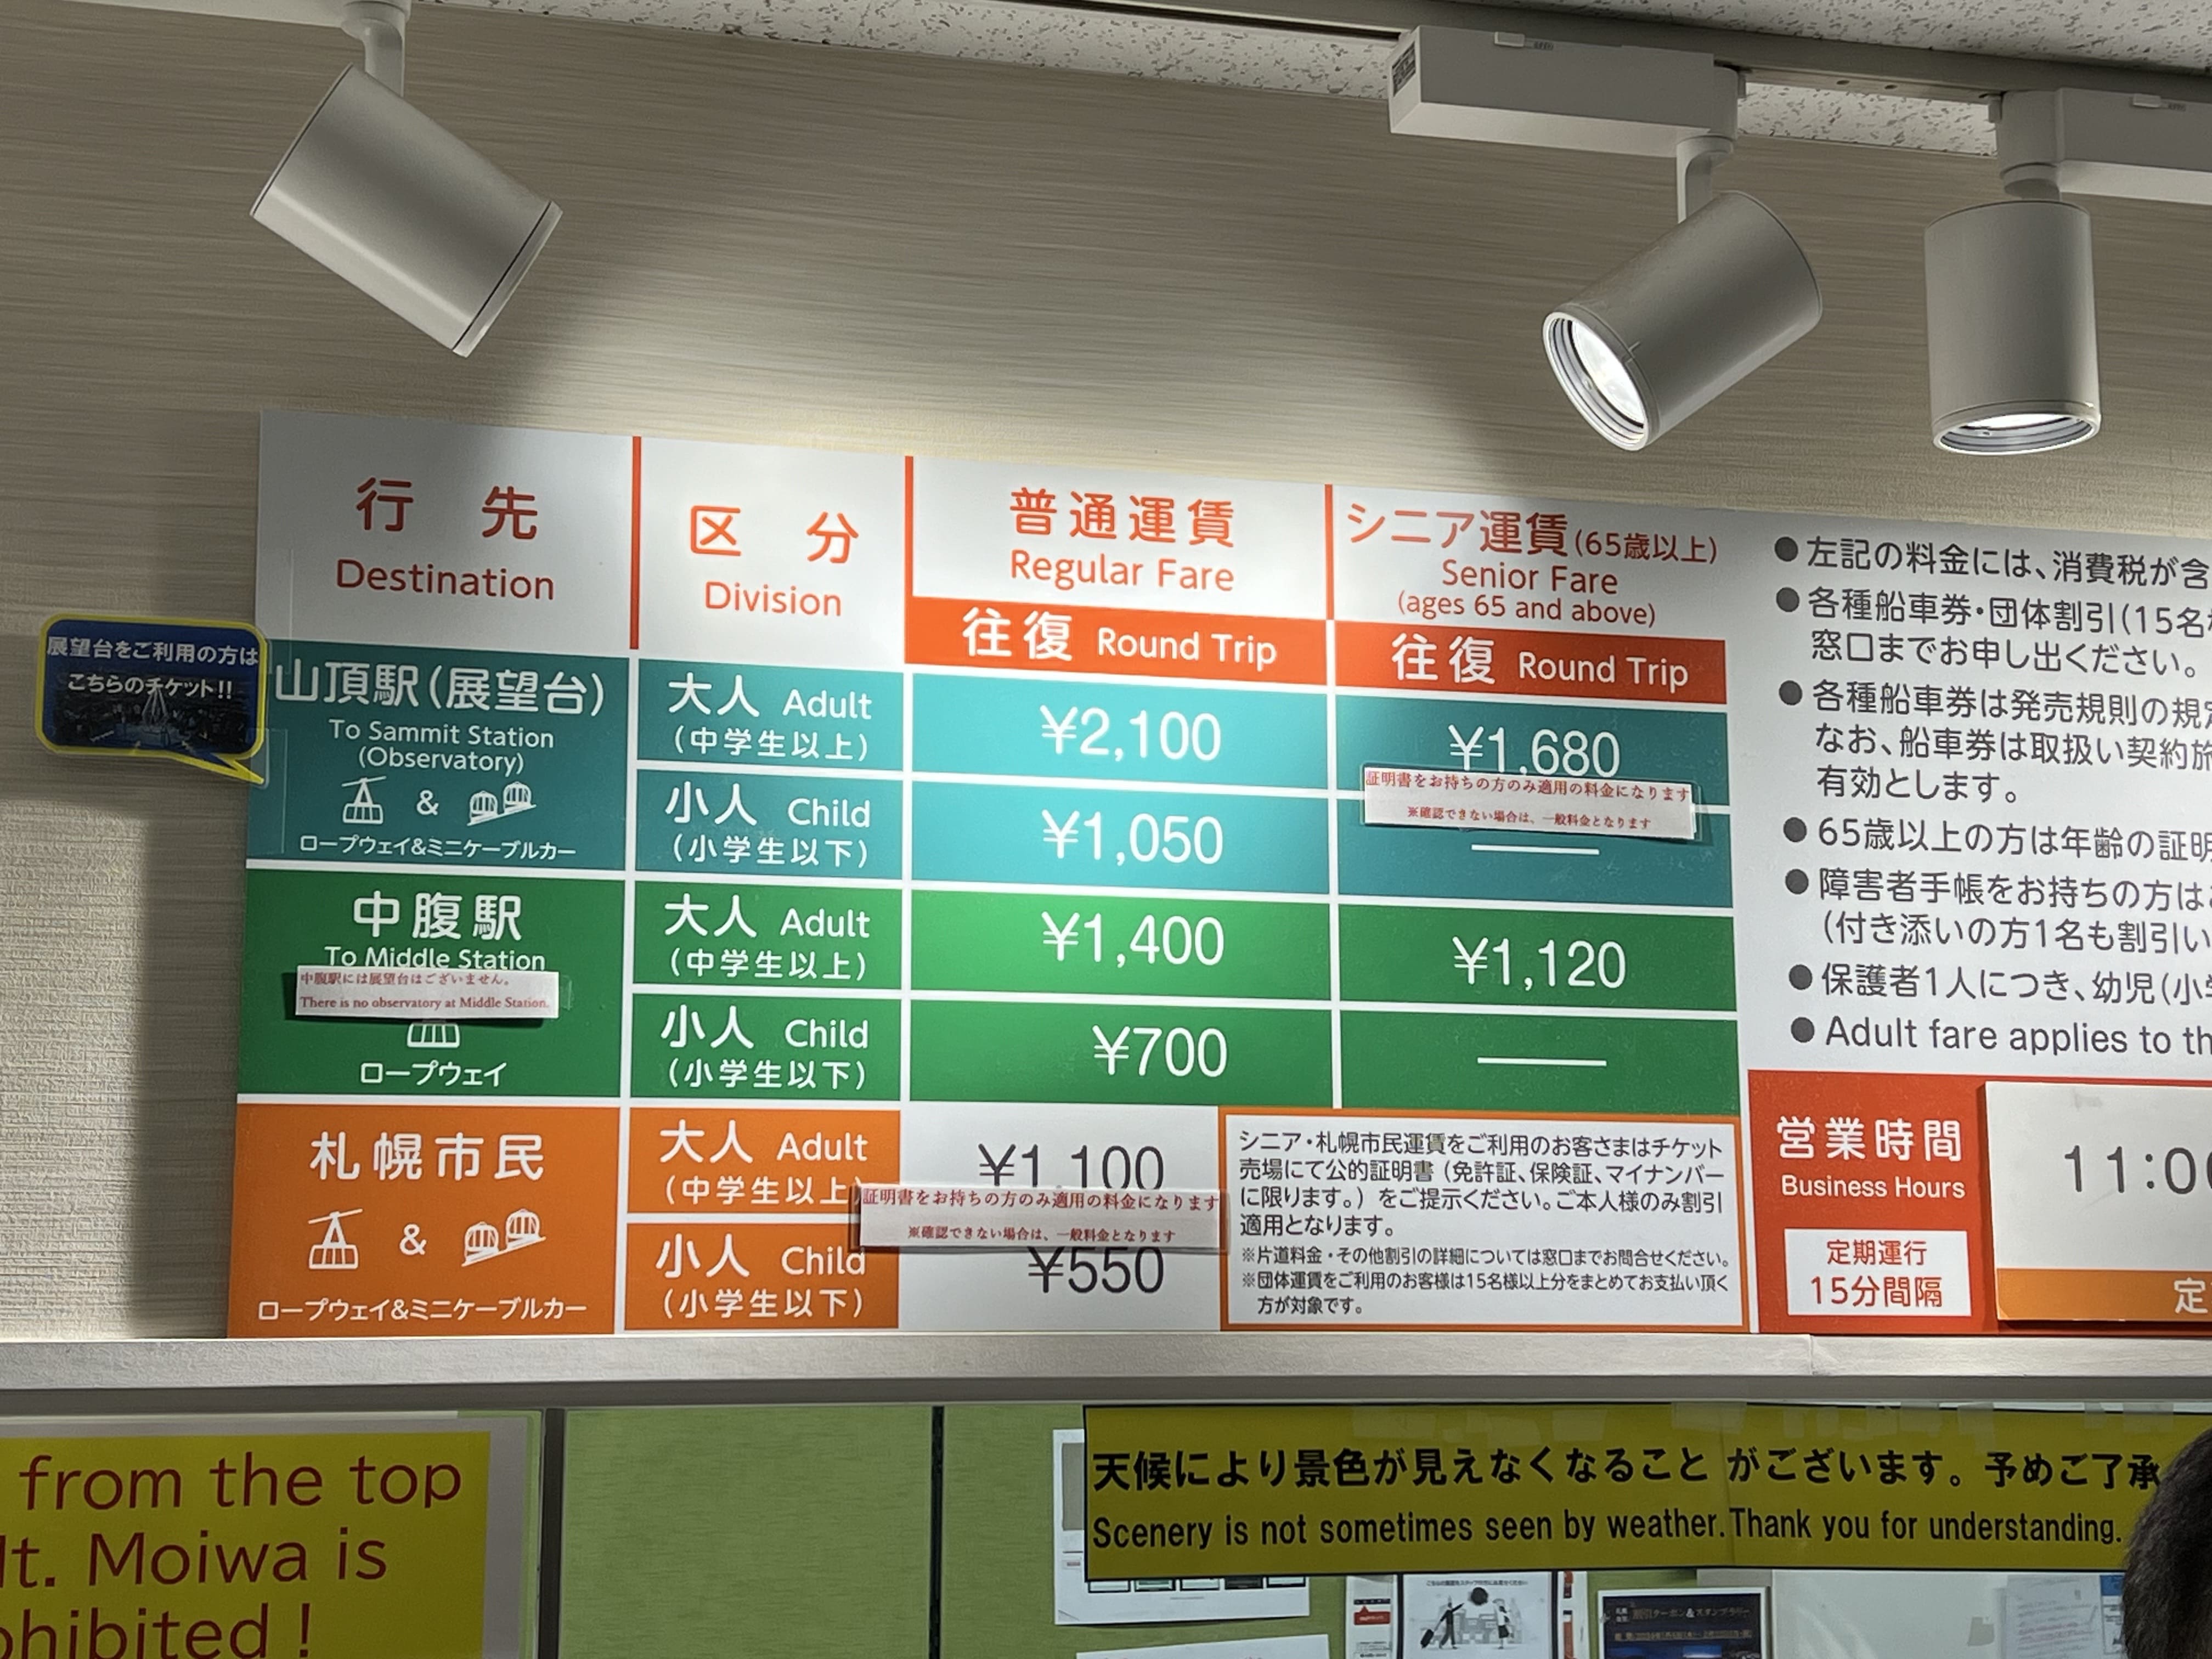 行先
Destination
区分
Division
普通運賃
Regular Fare
往復 Round Trip
シニア運賃(65歳以上)
Senior Fare
(ages 65 and above)
往復 Round Trip
展望台をご利用の方は
こちらのチケット!!
山頂駅(展望台)
To Sammit Station
(Observatory)
&
ロープウェイ&ミニケーブルカー
大人 Adult
(中学生以上)
¥2,100
¥1,680
証明書をお持ちの方のみ適用の料金になります
※確認できない場合は、一般料金となります
小人 Child
(小学生以下)
¥1,050
中腹駅
To Middle Station
中腹駅には展望台はございません。
There is no observatory at Middle Station.
ロープウェイ
大人 Adult
(中学生以上)
¥1,400
¥1,120
小人 Child
(小学生以下)
¥700
札幌市民
&
ロープウェイ&ミニケーブルカー
大人 Adult
(中学生以上)
¥1,100
証明書をお持ちの方のみ適用の料金になります
※確認できない場合は、一般料金となります
小人 Child
(小学生以下)
¥550
シニア・札幌市民運賃をご利用のお客さまはチケット
売場にて公的証明書(免許証、保険証、マイナンバー
に限ります。)をご提示ください。ご本人様のみ割引
適用となります。
※片道料金・その他割引の詳細については窓口までお問合せください。
※団体運賃をご利用のお客様は15名様以上分をまとめてお支払い頂く
方が対象です。
●左記の料金には、消費税が含
●各種船車券・団体割引(15名
窓口までお申し出ください。
●各種船車券は発売規則の規
なお、船車券は取扱い契約旅
有効とします。
●65歳以上の方は年齢の証明
●障害者手帳をお持ちの方は
(付き添いの方1名も割引い
●保護者1人につき、幼児(小
●Adult fare applies to th
営業時間
Business Hours
11:0
定期運行
15分間隔
定
from the top
t. Moiwa is
ohibited !
天候により景色が見えなくなること がございます。予めご了承
Scenery is not sometimes seen by weather. Thank you for understanding.